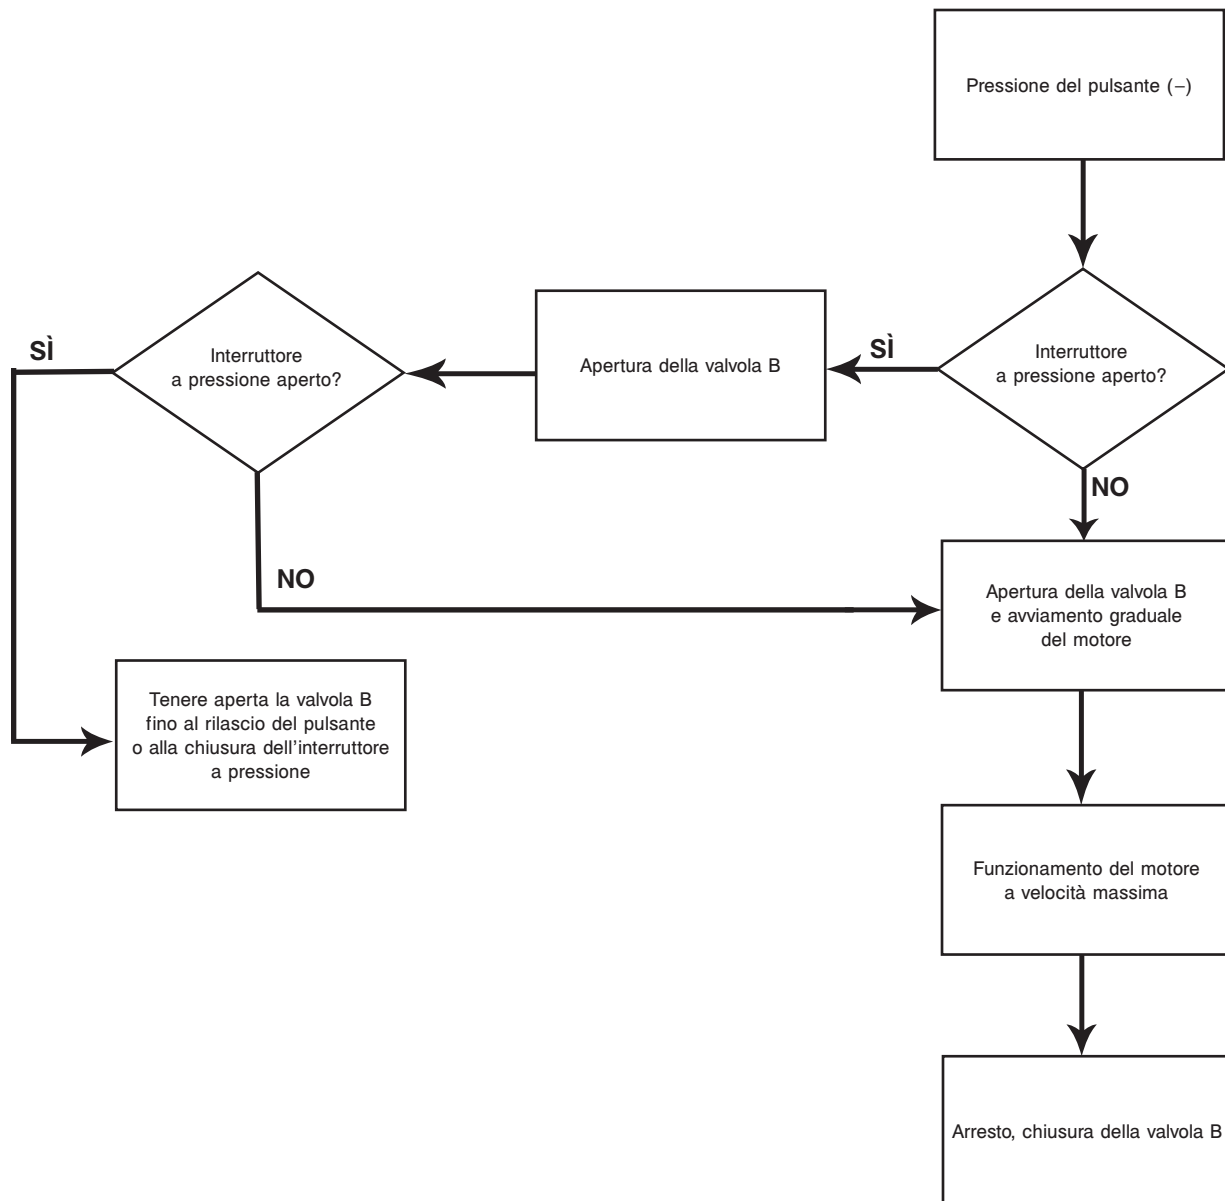 Pressione del pulsante (–)
Interruttore
a pressione aperto?
SÌ
Apertura della valvola B
Interruttore
a pressione aperto?
SÌ
NO
NO
Apertura della valvola B
e avviamento graduale
del motore
Tenere aperta la valvola B
fino al rilascio del pulsante
o alla chiusura dell'interruttore
a pressione
Funzionamento del motore
a velocità massima
Arresto, chiusura della valvola B